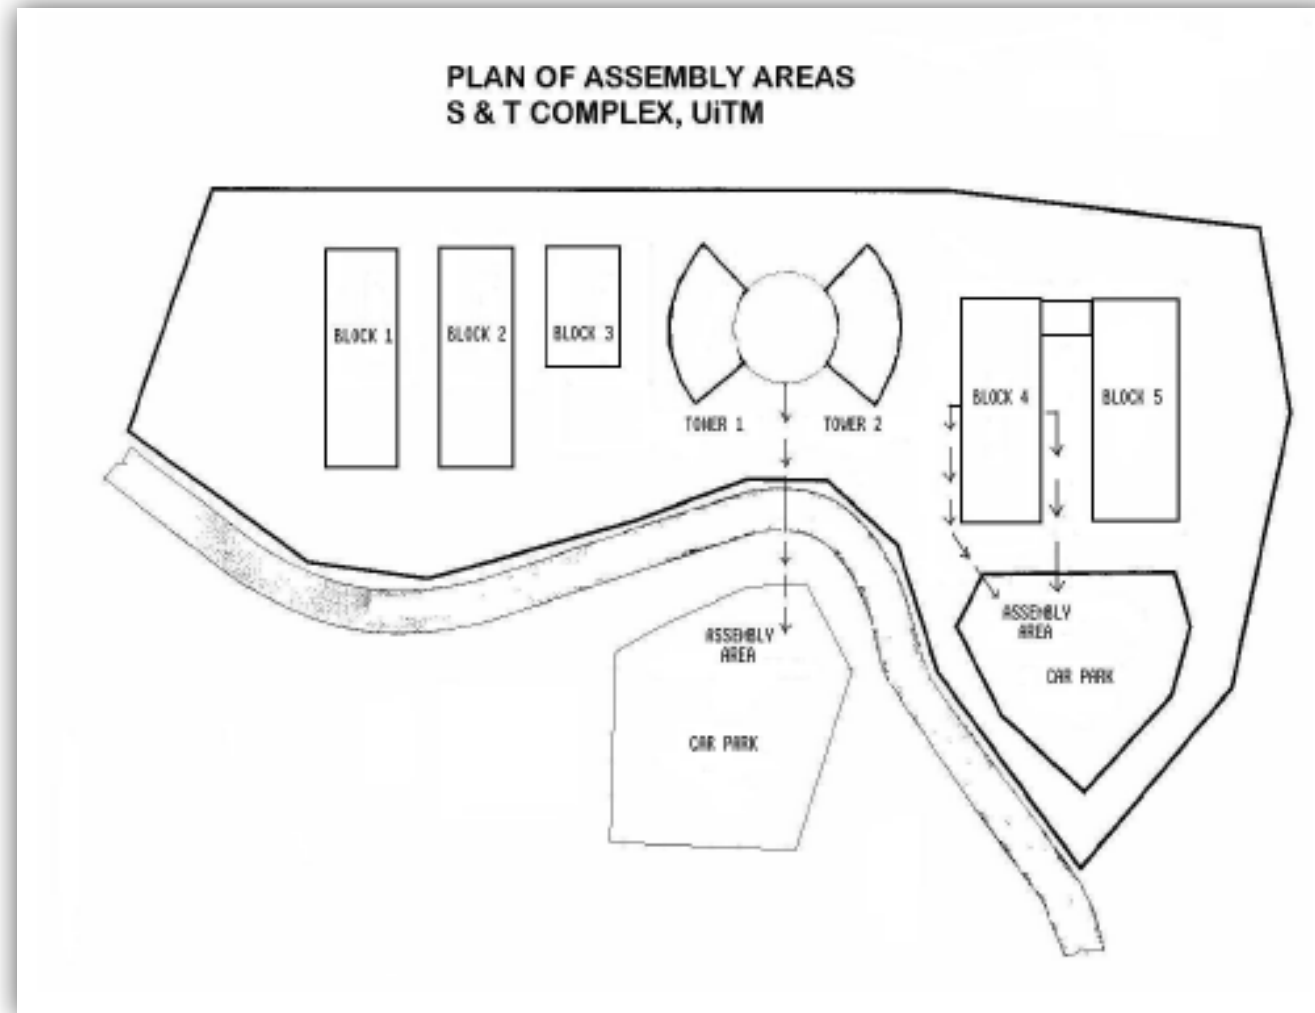 PLAN OF ASSEMBLY AREAS
S & T COMPLEX, UiTM
BLOCK 1
BLOCK 2
BLOCK 3
TOWER 1
TOWER 2
BLOCK 4
BLOCK 5
ASSEMBLY
AREA
CAR PARK
ASSEMBLY
AREA
CAR PARK